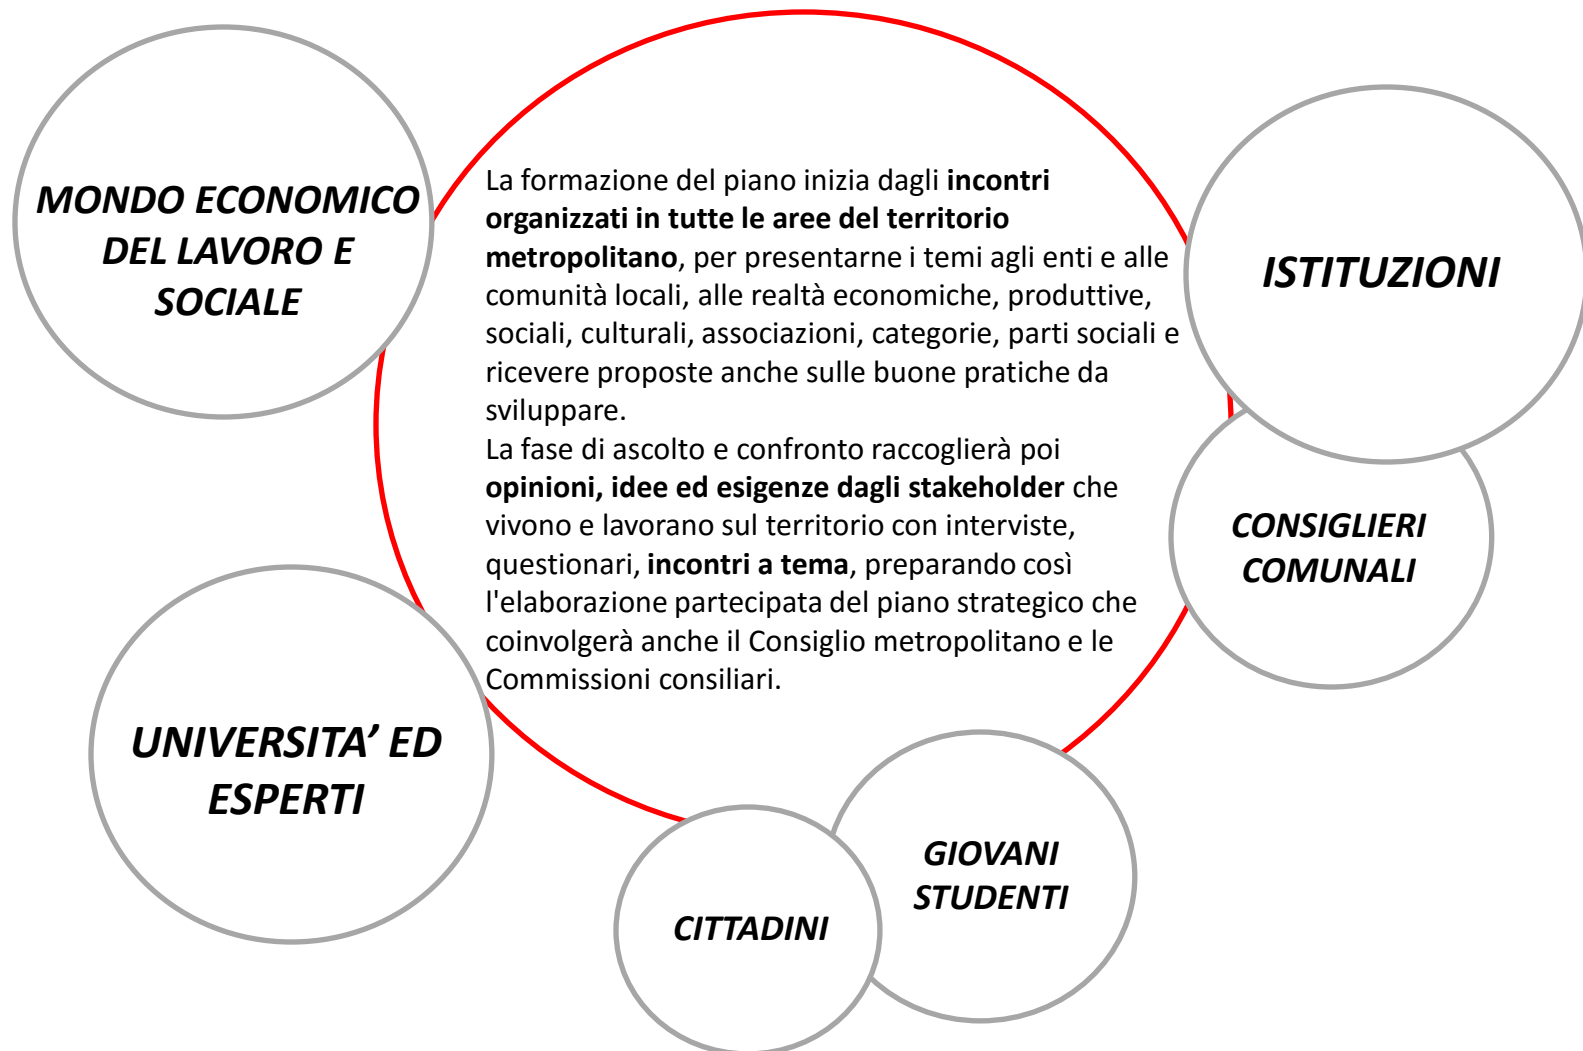 MONDO ECONOMICO
DEL LAVORO E
SOCIALE
La formazione del piano inizia dagli incontri
organizzati in tutte le aree del territorio
metropolitano, per presentarne i temi agli enti e alle
comunità locali, alle realtà economiche, produttive,
sociali, culturali, associazioni, categorie, parti sociali e
ricevere proposte anche sulle buone pratiche da
sviluppare.
La fase di ascolto e confronto raccoglierà poi
opinioni, idee ed esigenze dagli stakeholder che
vivono e lavorano sul territorio con interviste,
questionari, incontri a tema, preparando così
l'elaborazione partecipata del piano strategico che
coinvolgerà anche il Consiglio metropolitano e le
Commissioni consiliari.
ISTITUZIONI
CONSIGLIERI
COMUNALI
UNIVERSITA’ ED
ESPERTI
GIOVANI
STUDENTI
CITTADINI